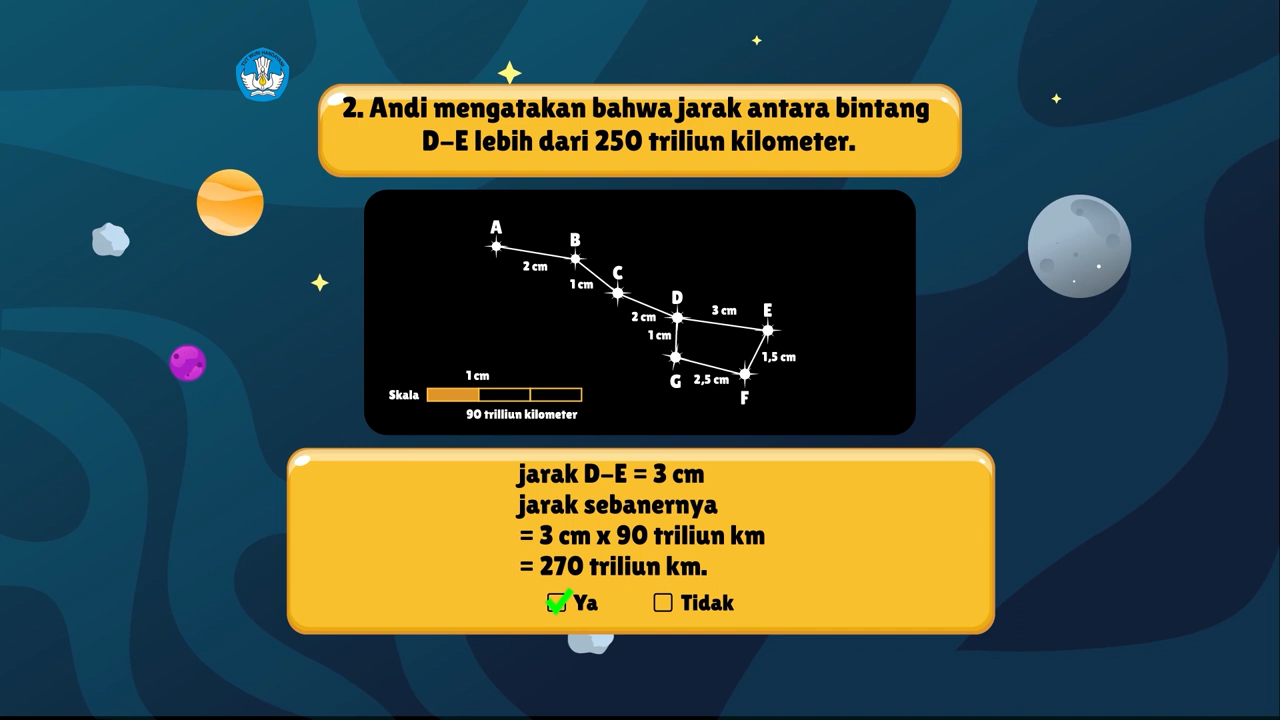 2. Andi mengatakan bahwa jarak antara bintang
D-E lebih dari 250 triliun kilometer.
A
B
2 cm
C
1 cm
D
3 cm
E
2 cm
1 cm
1,5 cm
G
2,5 cm
F
1 cm
Skala
90 trilliun kilometer
jarak D-E = 3 cm
jarak sebanernya
= 3 cm x 90 triliun km
= 270 triliun km.
Ya Tidak